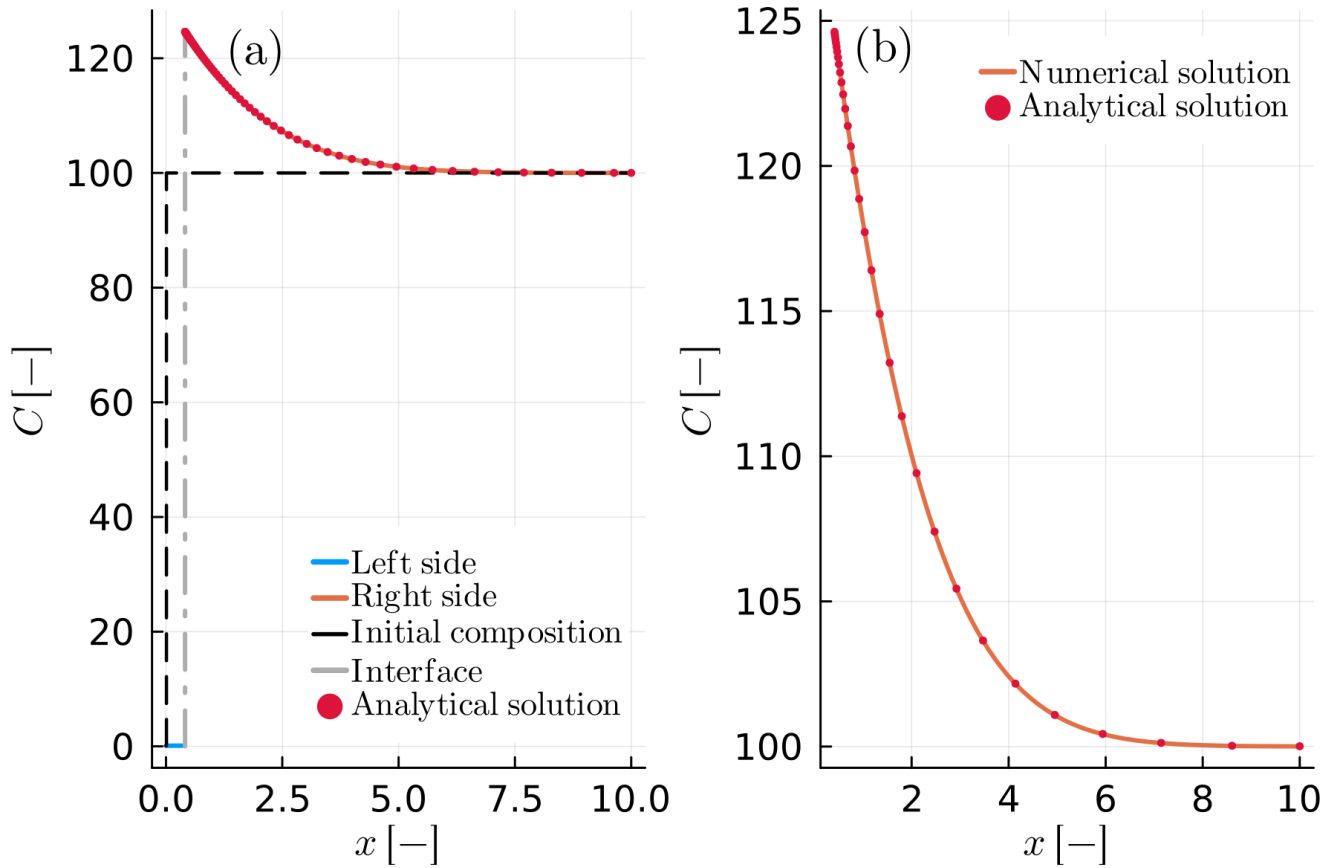 (a)
120
100
80
60
40
20
0
C [−]
0.0 2.5 5.0 7.5 10.0
x [−]
Left side
Right side
Initial composition
Interface
Analytical solution
(b)
125
120
115
110
105
100
C [−]
2 4 6 8 10
x [−]
Numerical solution
Analytical solution